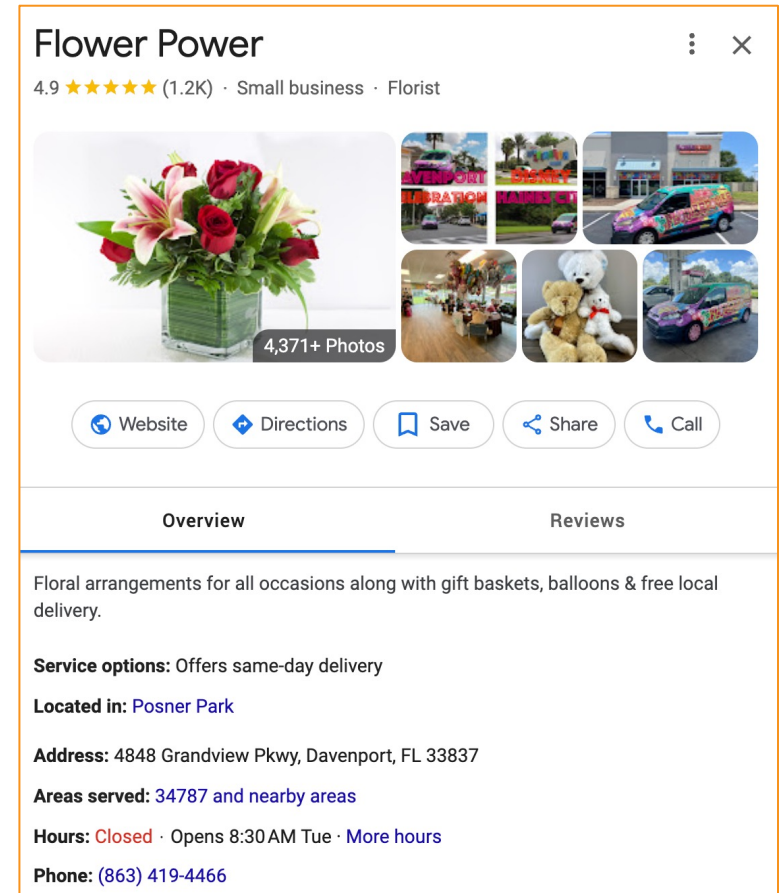 Flower Power
4.9 (1.2K) · Small business · Florist
DAVENPORT
DISNEY
HAINES CIT
4,371+ Photos
Website Directions Save Share Call
Overview Reviews
Floral arrangements for all occasions along with gift baskets, balloons & free local
delivery.
Service options: Offers same-day delivery
Located in: Posner Park
Address: 4848 Grandview Pkwy, Davenport, FL 33837
Areas served: 34787 and nearby areas
Hours: Closed · Opens 8:30 AM Tue · More hours
Phone: (863) 419-4466